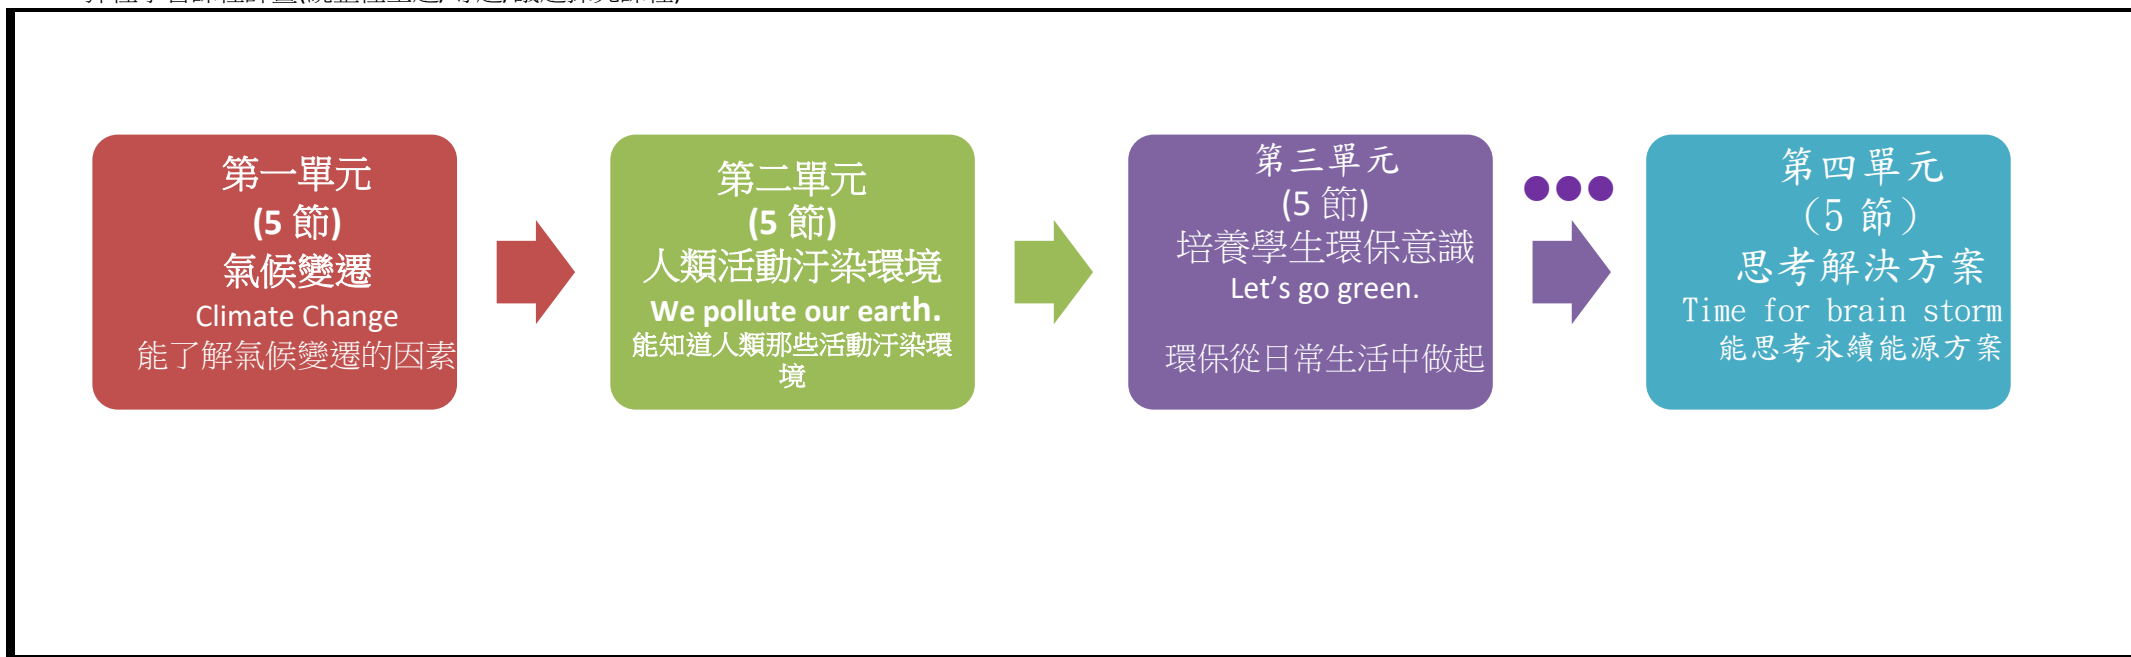 第一單元
(5 節)
氣候變遷
Climate Change
能了解氣候變遷的因素
第二單元
(5 節)
人類活動汙染環境
We pollute our earth.
能知道人類那些活動汙染環
境
第三單元
(5 節)
培養學生環保意識
Let's go green.
環保從日常生活中做起
第四單元
(5 節)
思考解決方案
Time for brain storm
能思考永續能源方案